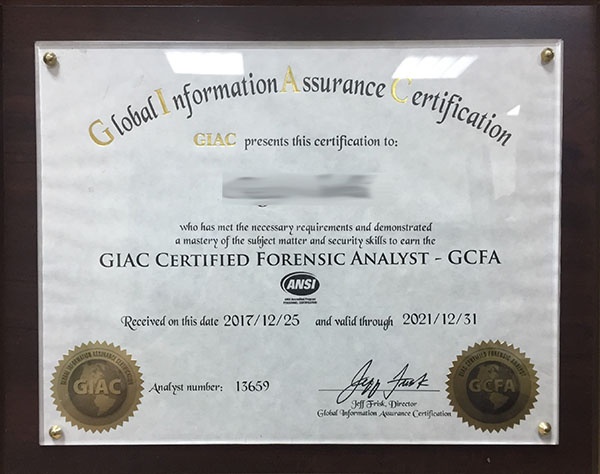 Global Information Assurance Certification
GIAC presents this certification to:
who has met the necessary requirements and demonstrated
a mastery of the subject matter and security skills to earn the
GIAC CERTIFIED FORENSIC ANALYST - GCFA
ANSI
Received on this date 2017/12/25 and valid through 2021/12/31
GIAC
Analyst number: 13659
Jeff Frisk, Director
Global Information Assurance Certification
GCFA